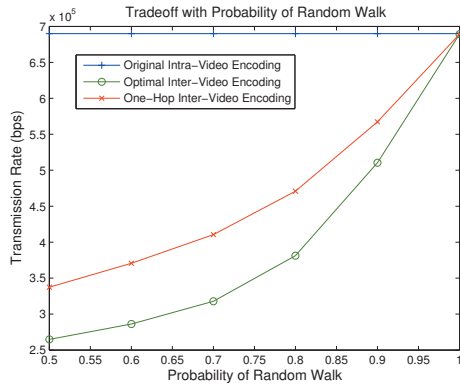 Tradeoff with Probability of Random Walk
x 10^5
7
6.5
6
5.5
5
4.5
4
3.5
3
2.5
Transmission Rate (bps)
Original Intra-Video Encoding
Optimal Inter-Video Encoding
One-Hop Inter-Video Encoding
0.5 0.55 0.6 0.65 0.7 0.75 0.8 0.85 0.9 0.95 1
Probability of Random Walk